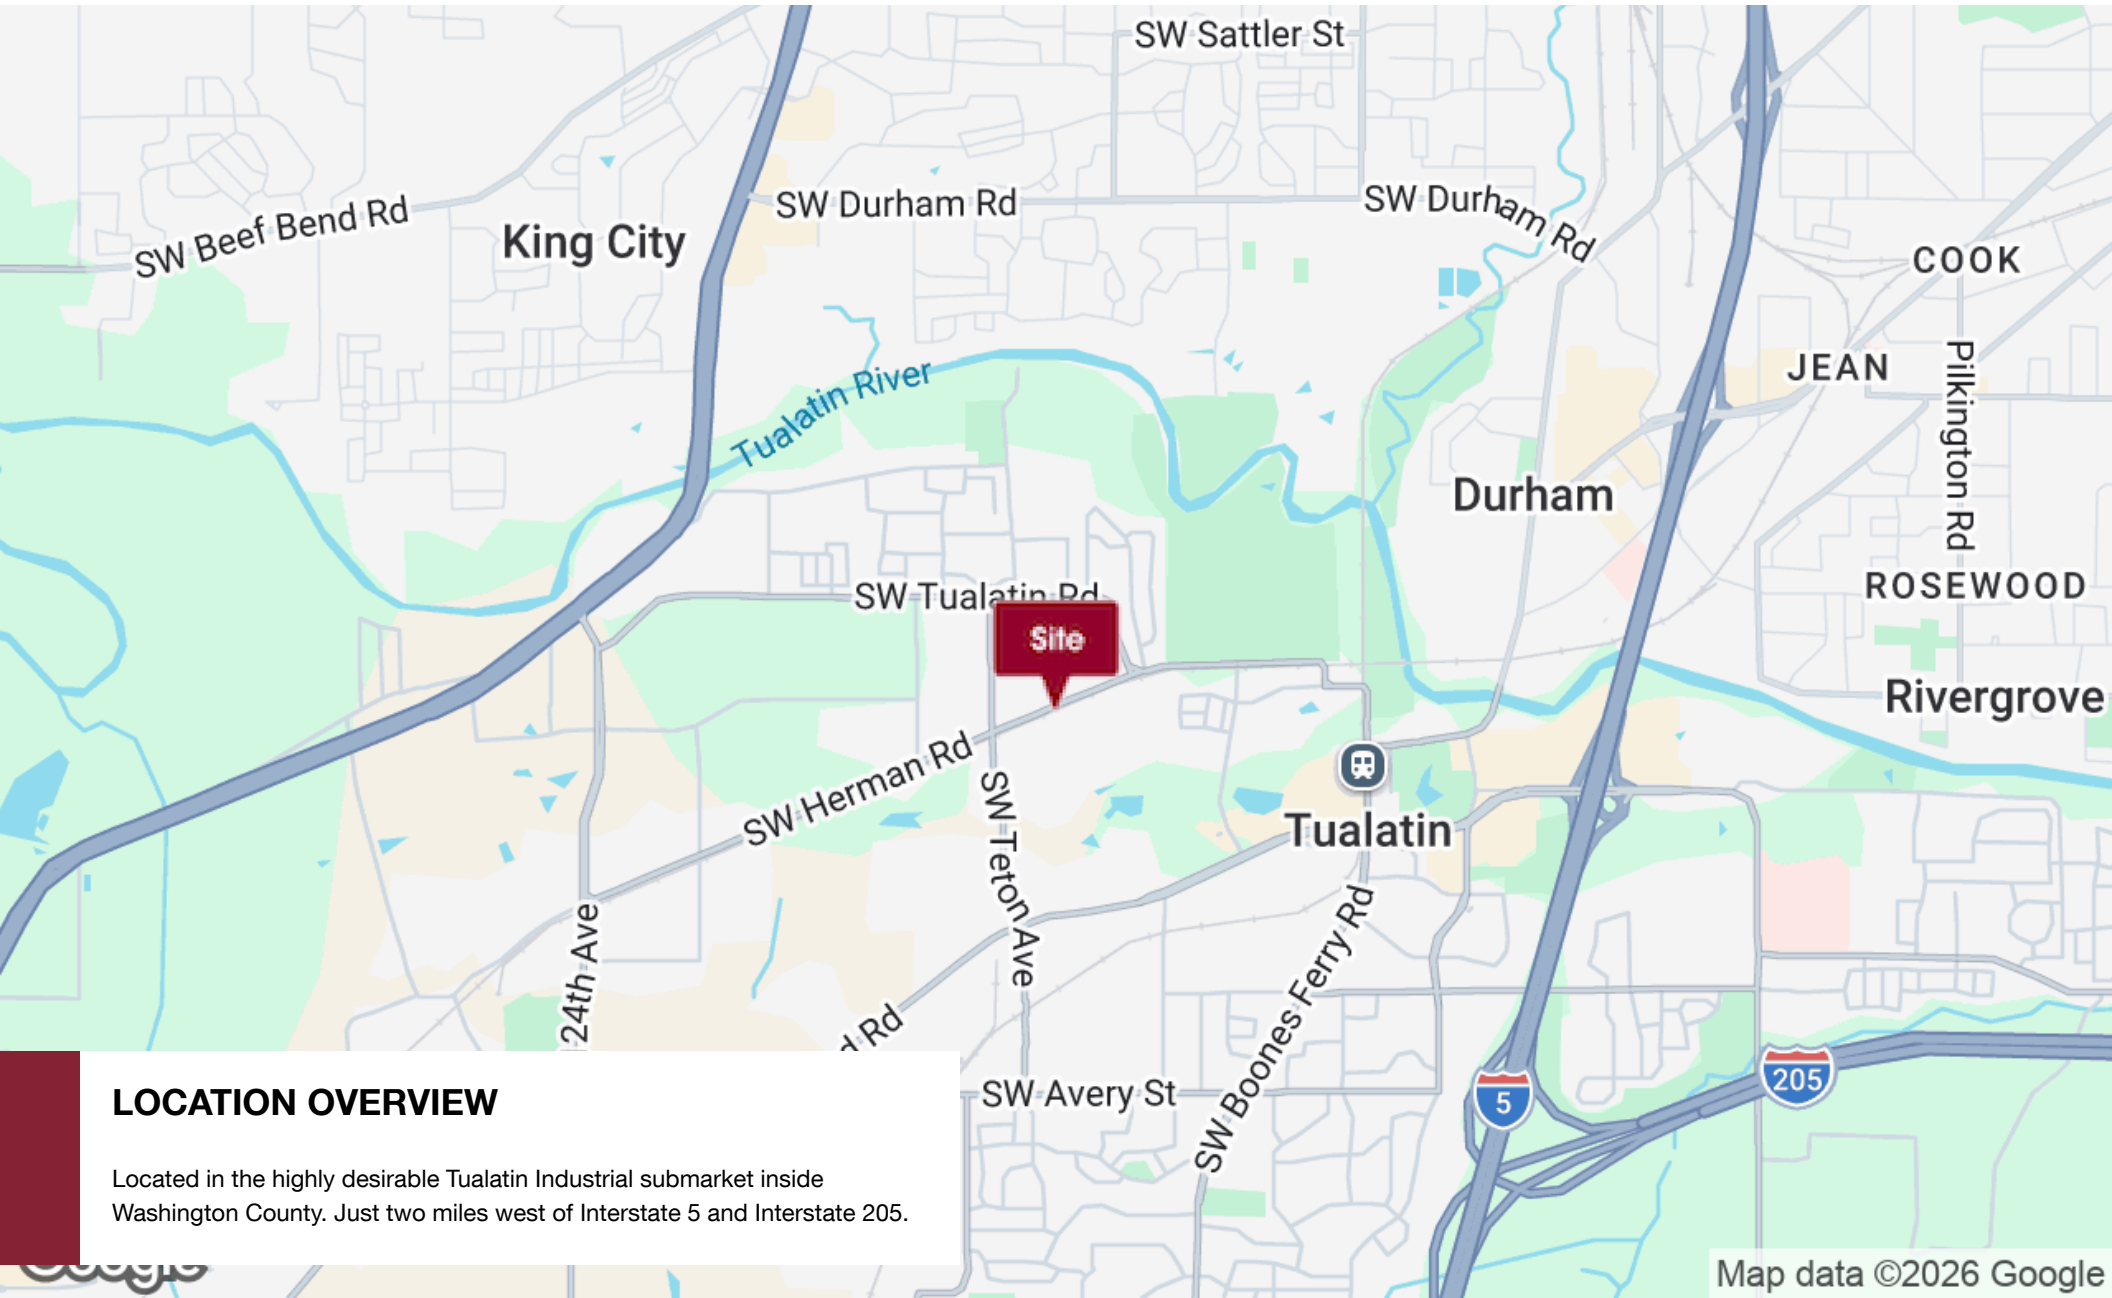 SW Sattler St
SW Beef Bend Rd
King City
SW Durham Rd
SW Durham Rd
COOK
JEAN
Pilkington Rd
Tualatin River
Durham
ROSEWOOD
SW Tualatin Rd
Site
Rivergrove
SW Herman Rd
SW Teton Ave
Tualatin
24th Ave
d Rd
SW Boones Ferry Rd
SW Avery St
5
205
LOCATION OVERVIEW
Located in the highly desirable Tualatin Industrial submarket inside
Washington County. Just two miles west of Interstate 5 and Interstate 205.
Google
Map data ©2026 Google